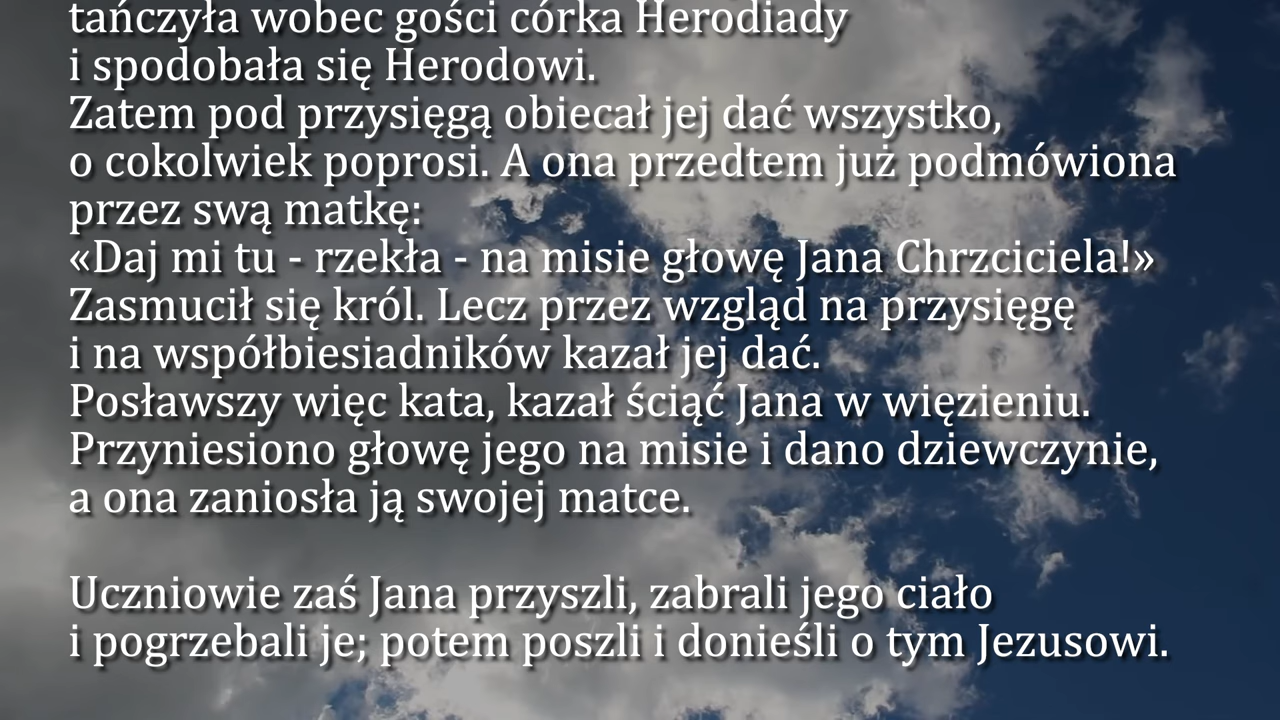 tańczyła wobec gości córka Herodiady
i spodobała się Herodowi.
Zatem pod przysięgą obiecał jej dać wszystko,
o cokolwiek poprosi. A ona przedtem już podmówiona
przez swą matkę:
«Daj mi tu - rzekła - na misie głowę Jana Chrzciciela!»
Zasmucił się król. Lecz przez wzgląd na przysięgę
i na współbiesiadników kazał jej dać.
Posławszy więc kata, kazał ściąć Jana w więzieniu.
Przyniesiono głowę jego na misie i dano dziewczynie,
a ona zaniosła ją swojej matce.
Uczniowie zaś Jana przyszli, zabrali jego ciało
i pogrzebali je; potem poszli i donieśli o tym Jezusowi.